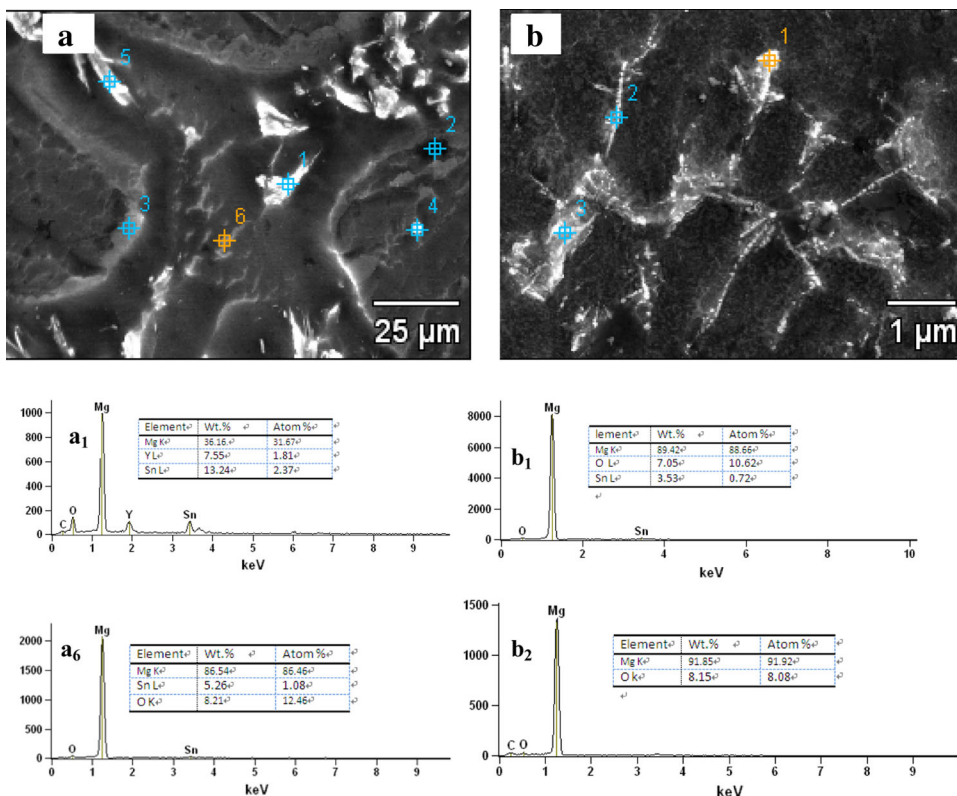 a
5
2
1
3
4
6
25 µm
b
1
2
3
1 µm
a1
Mg
1000
800
600
400
200
0
C
O
Y
Sn
0 1 2 3 4 5 6 7 8 9
keV
Element Wt.% Atom%
Mg K 36.16. 31.67
Y L 7.55 1.81
Sn L 13.24 2.37
b1
Mg
8000
6000
4000
2000
0
O
Sn
0 2 4 6 8 10
keV
lement Wt.% Atom%
Mg K 89.42 88.66
O L 7.05 10.62
Sn L 3.53 0.72
a6
Mg
2000
1500
1000
500
0
O
Sn
0 1 2 3 4 5 6 7 8 9
keV
Element Wt.% Atom%
Mg K 86.54 86.46
Sn L 5.26 1.08
O K 8.21 12.46
b2
Mg
1500
1000
500
0
C O
0 1 2 3 4 5 6 7 8 9
keV
Element Wt.% Atom%
Mg K 91.85 91.92
O k 8.15 8.08